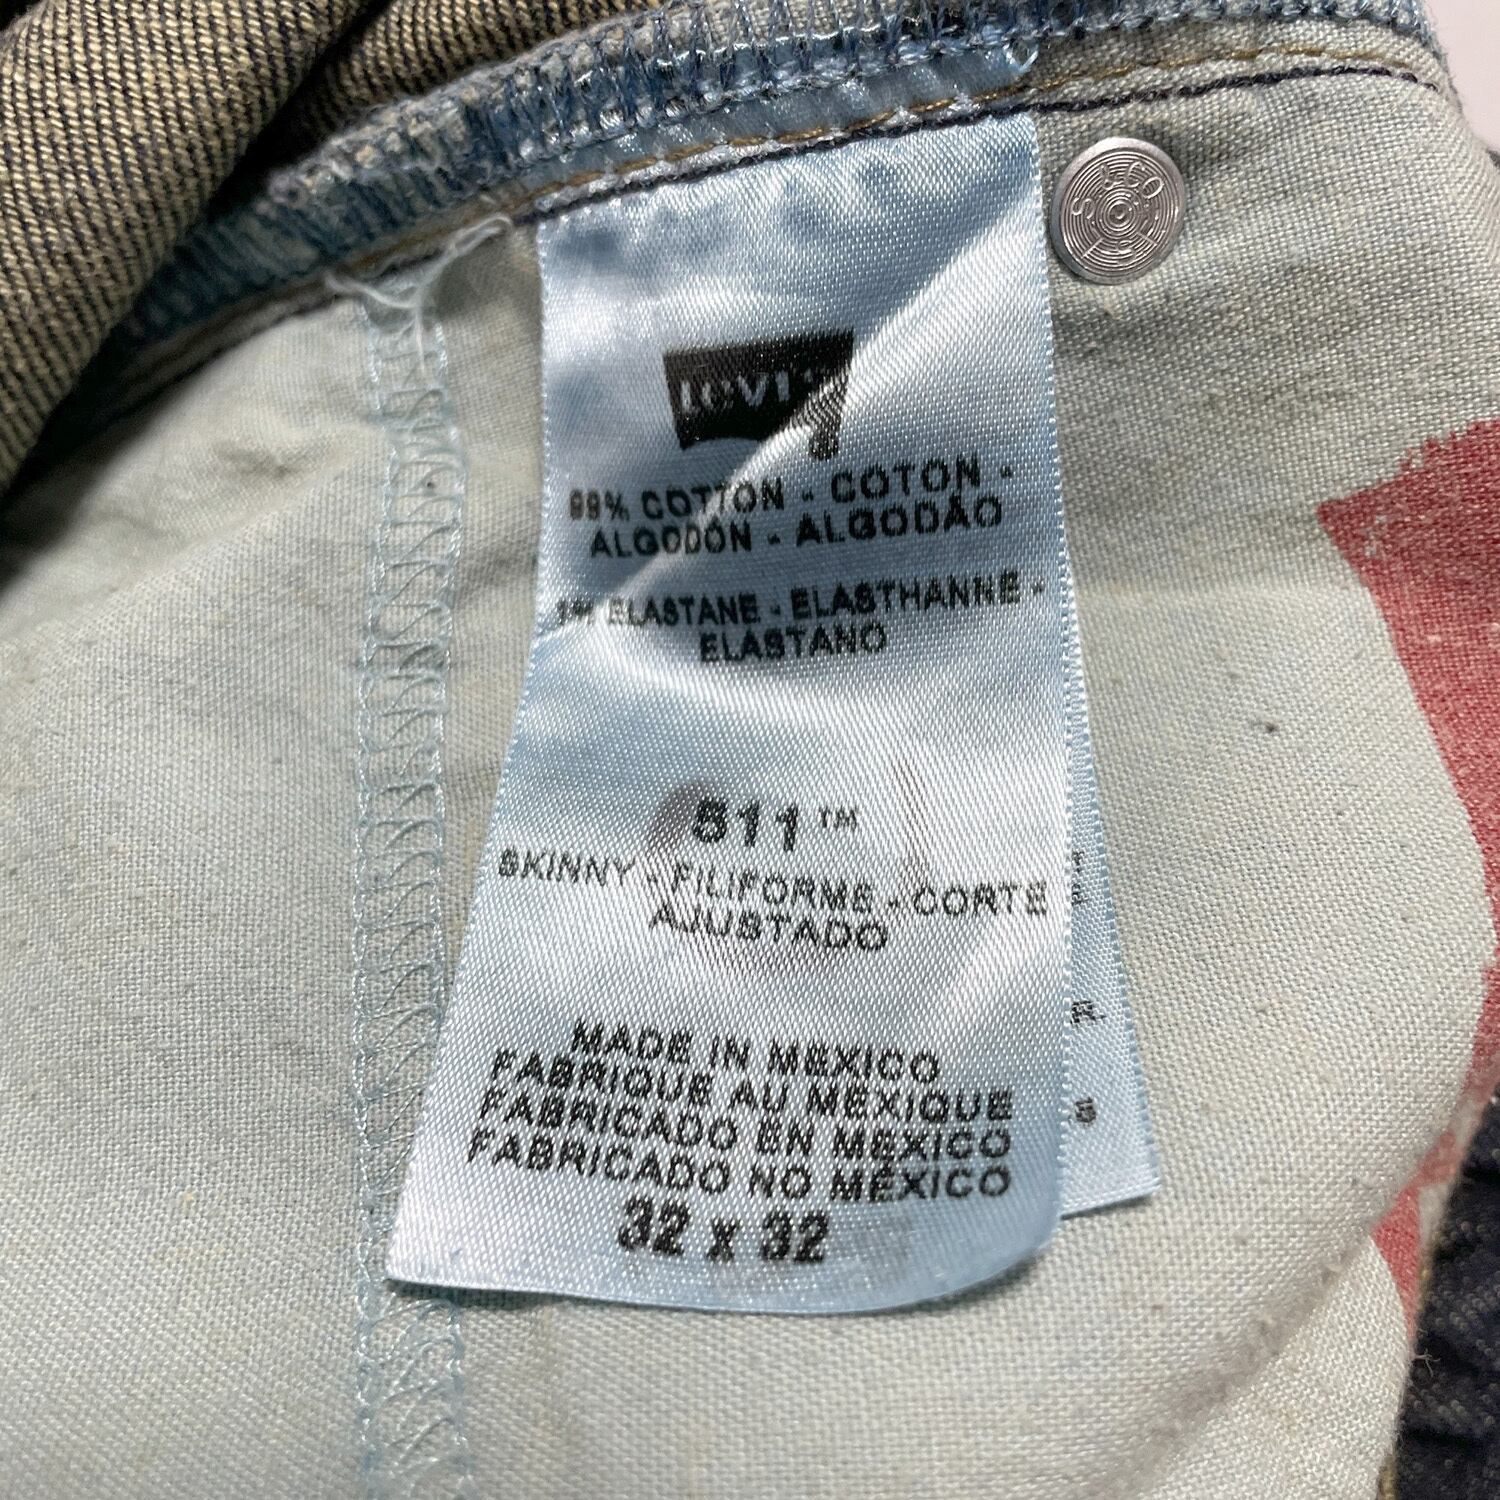 Levi's
99% COTTON - COTON -
ALGODÓN - ALGODÃO
1% ELASTANE - ELASTHANNE -
ELASTANO
511™
SKINNY - FILIFORME - CORTE
AJUSTADO
MADE IN MEXICO
FABRIQUE AU MEXIQUE
FABRICADO EN MEXICO
FABRICADO NO MÉXICO
32 x 32